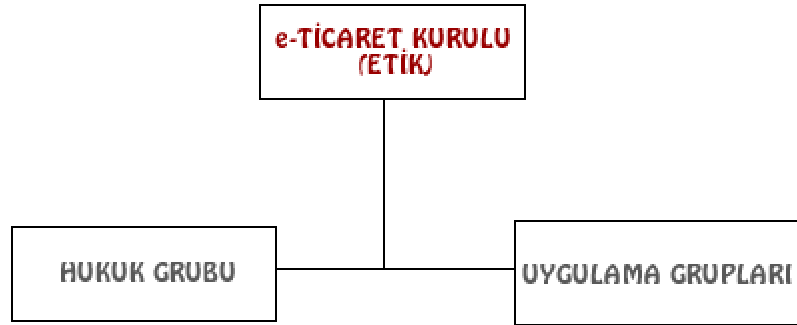 e-TİCARET KURULU
(ETİK)
HUKUK GRUBU
UYGULAMA GRUPLARI